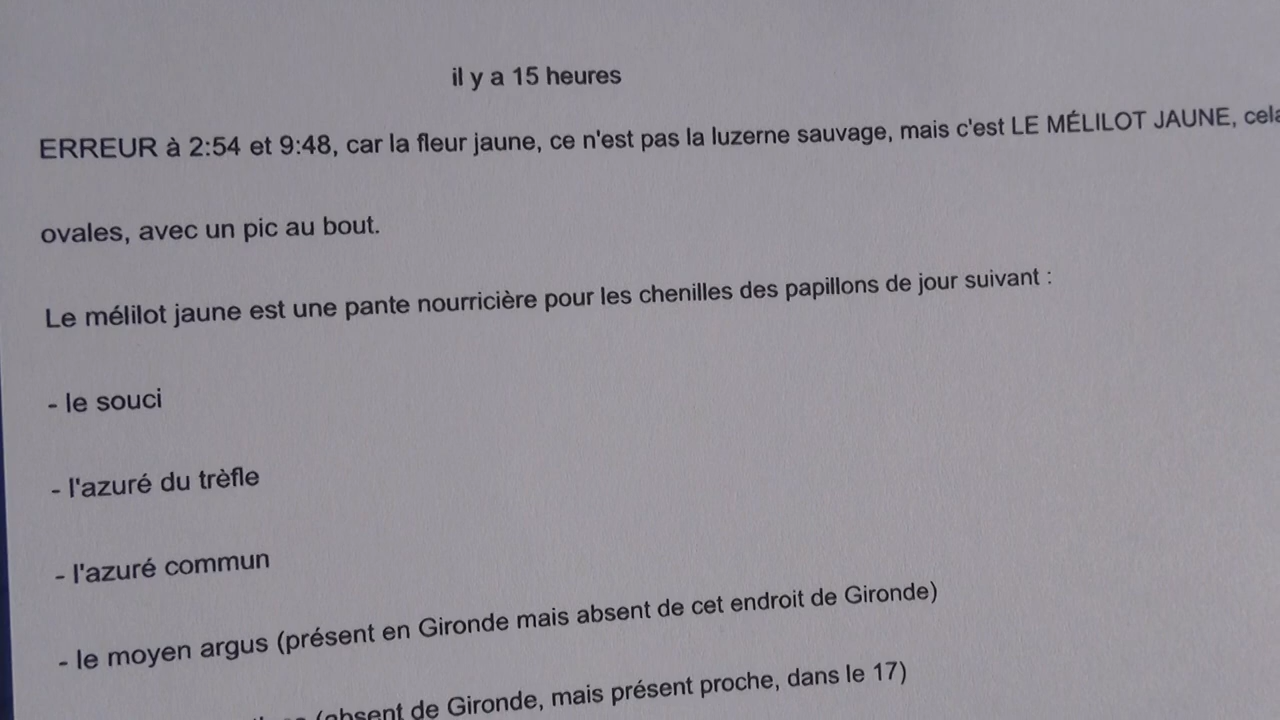 il y a 15 heures
ERREUR à 2:54 et 9:48, car la fleur jaune, ce n'est pas la luzerne sauvage, mais c'est LE MÉLILOT JAUNE, cela
ovales, avec un pic au bout.
Le mélilot jaune est une pante nourricière pour les chenilles des papillons de jour suivant :
- le souci
- l'azuré du trèfle
- l'azuré commun
- le moyen argus (présent en Gironde mais absent de cet endroit de Gironde)
(absent de Gironde, mais présent proche, dans le 17)